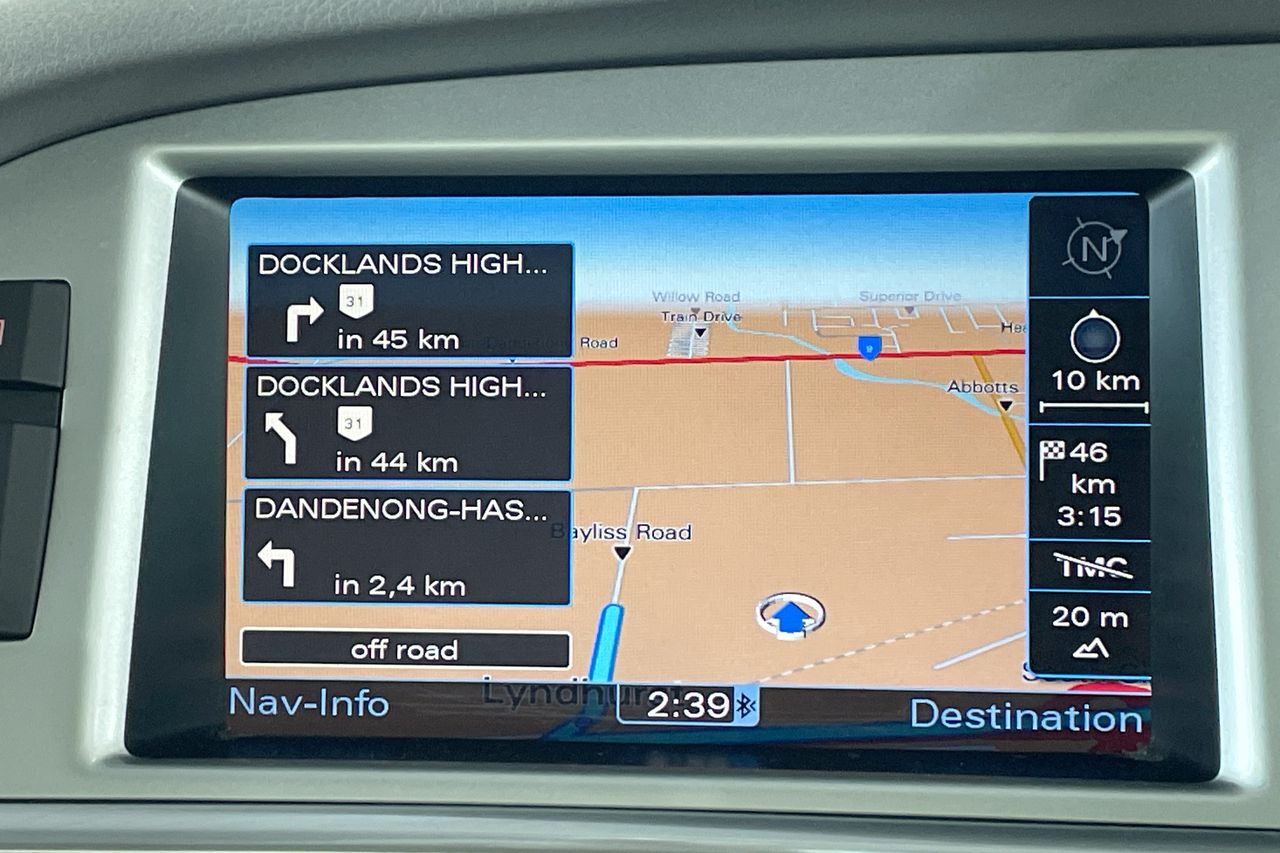 DOCKLANDS HIGH...
31
in 45 km
DOCKLANDS HIGH...
31
in 44 km
DANDENONG-HAS...
in 2,4 km
off road
Willow Road
Train Drive
Superior Drive
Road
9
Abbotts
Bayliss Road
N
10 km
46
km
3:15
TMC
20 m
Nav-Info
Lyndhurst
2:39
Destination